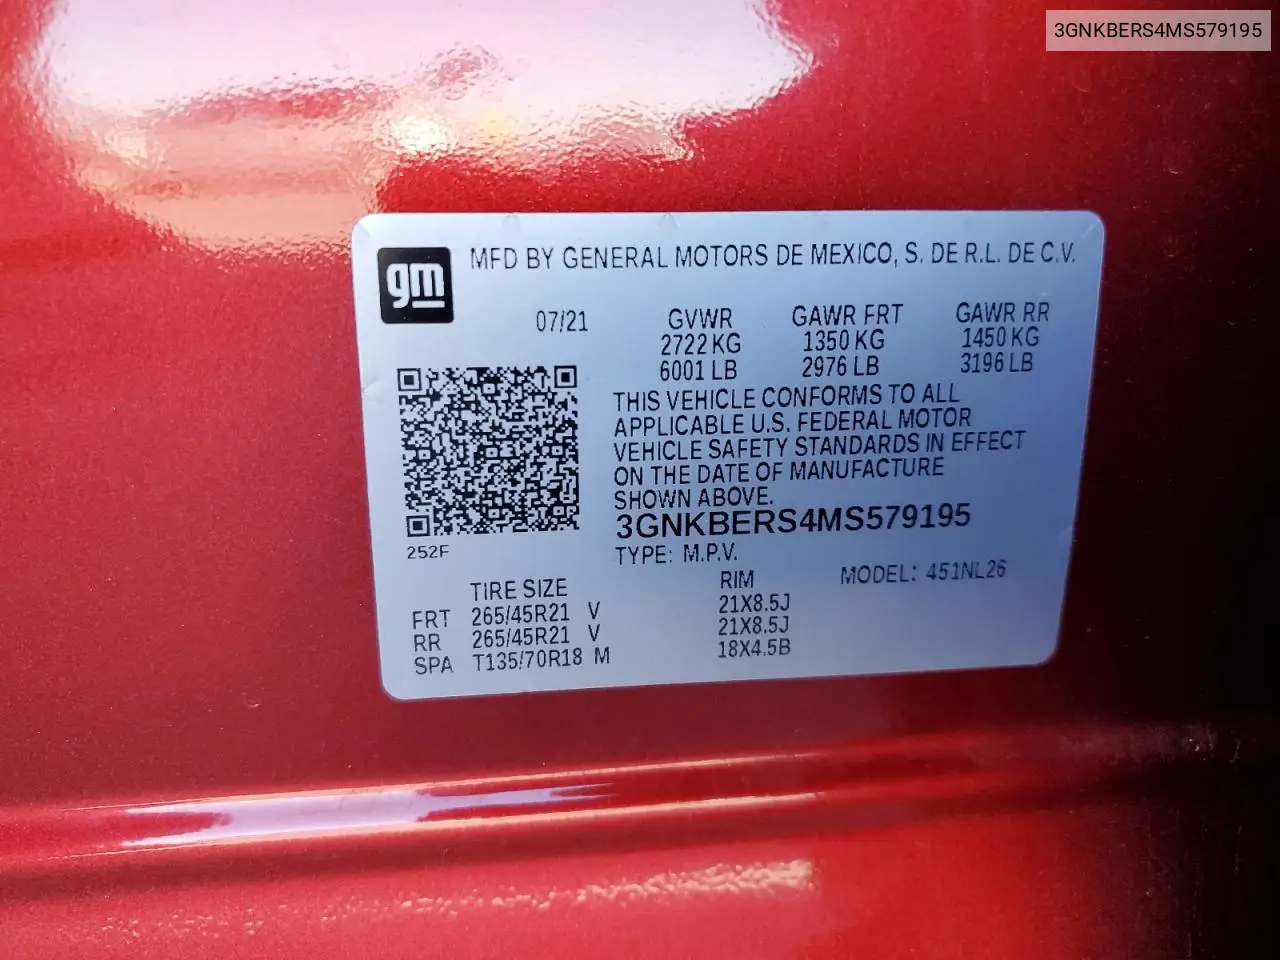 3GNKBERS4MS579195
gm
MFD BY GENERAL MOTORS DE MEXICO, S. DE R.L. DE C.V.
07/21 GVWR GAWR FRT GAWR RR
2722 KG 1350 KG 1450 KG
6001 LB 2976 LB 3196 LB
THIS VEHICLE CONFORMS TO ALL
APPLICABLE U.S. FEDERAL MOTOR
VEHICLE SAFETY STANDARDS IN EFFECT
ON THE DATE OF MANUFACTURE
SHOWN ABOVE.
3GNKBERS4MS579195
252F
TYPE: M.P.V.
MODEL: 451NL26
TIRE SIZE RIM
FRT 265/45R21 V 21X8.5J
RR 265/45R21 V 21X8.5J
SPA T135/70R18 M 18X4.5B